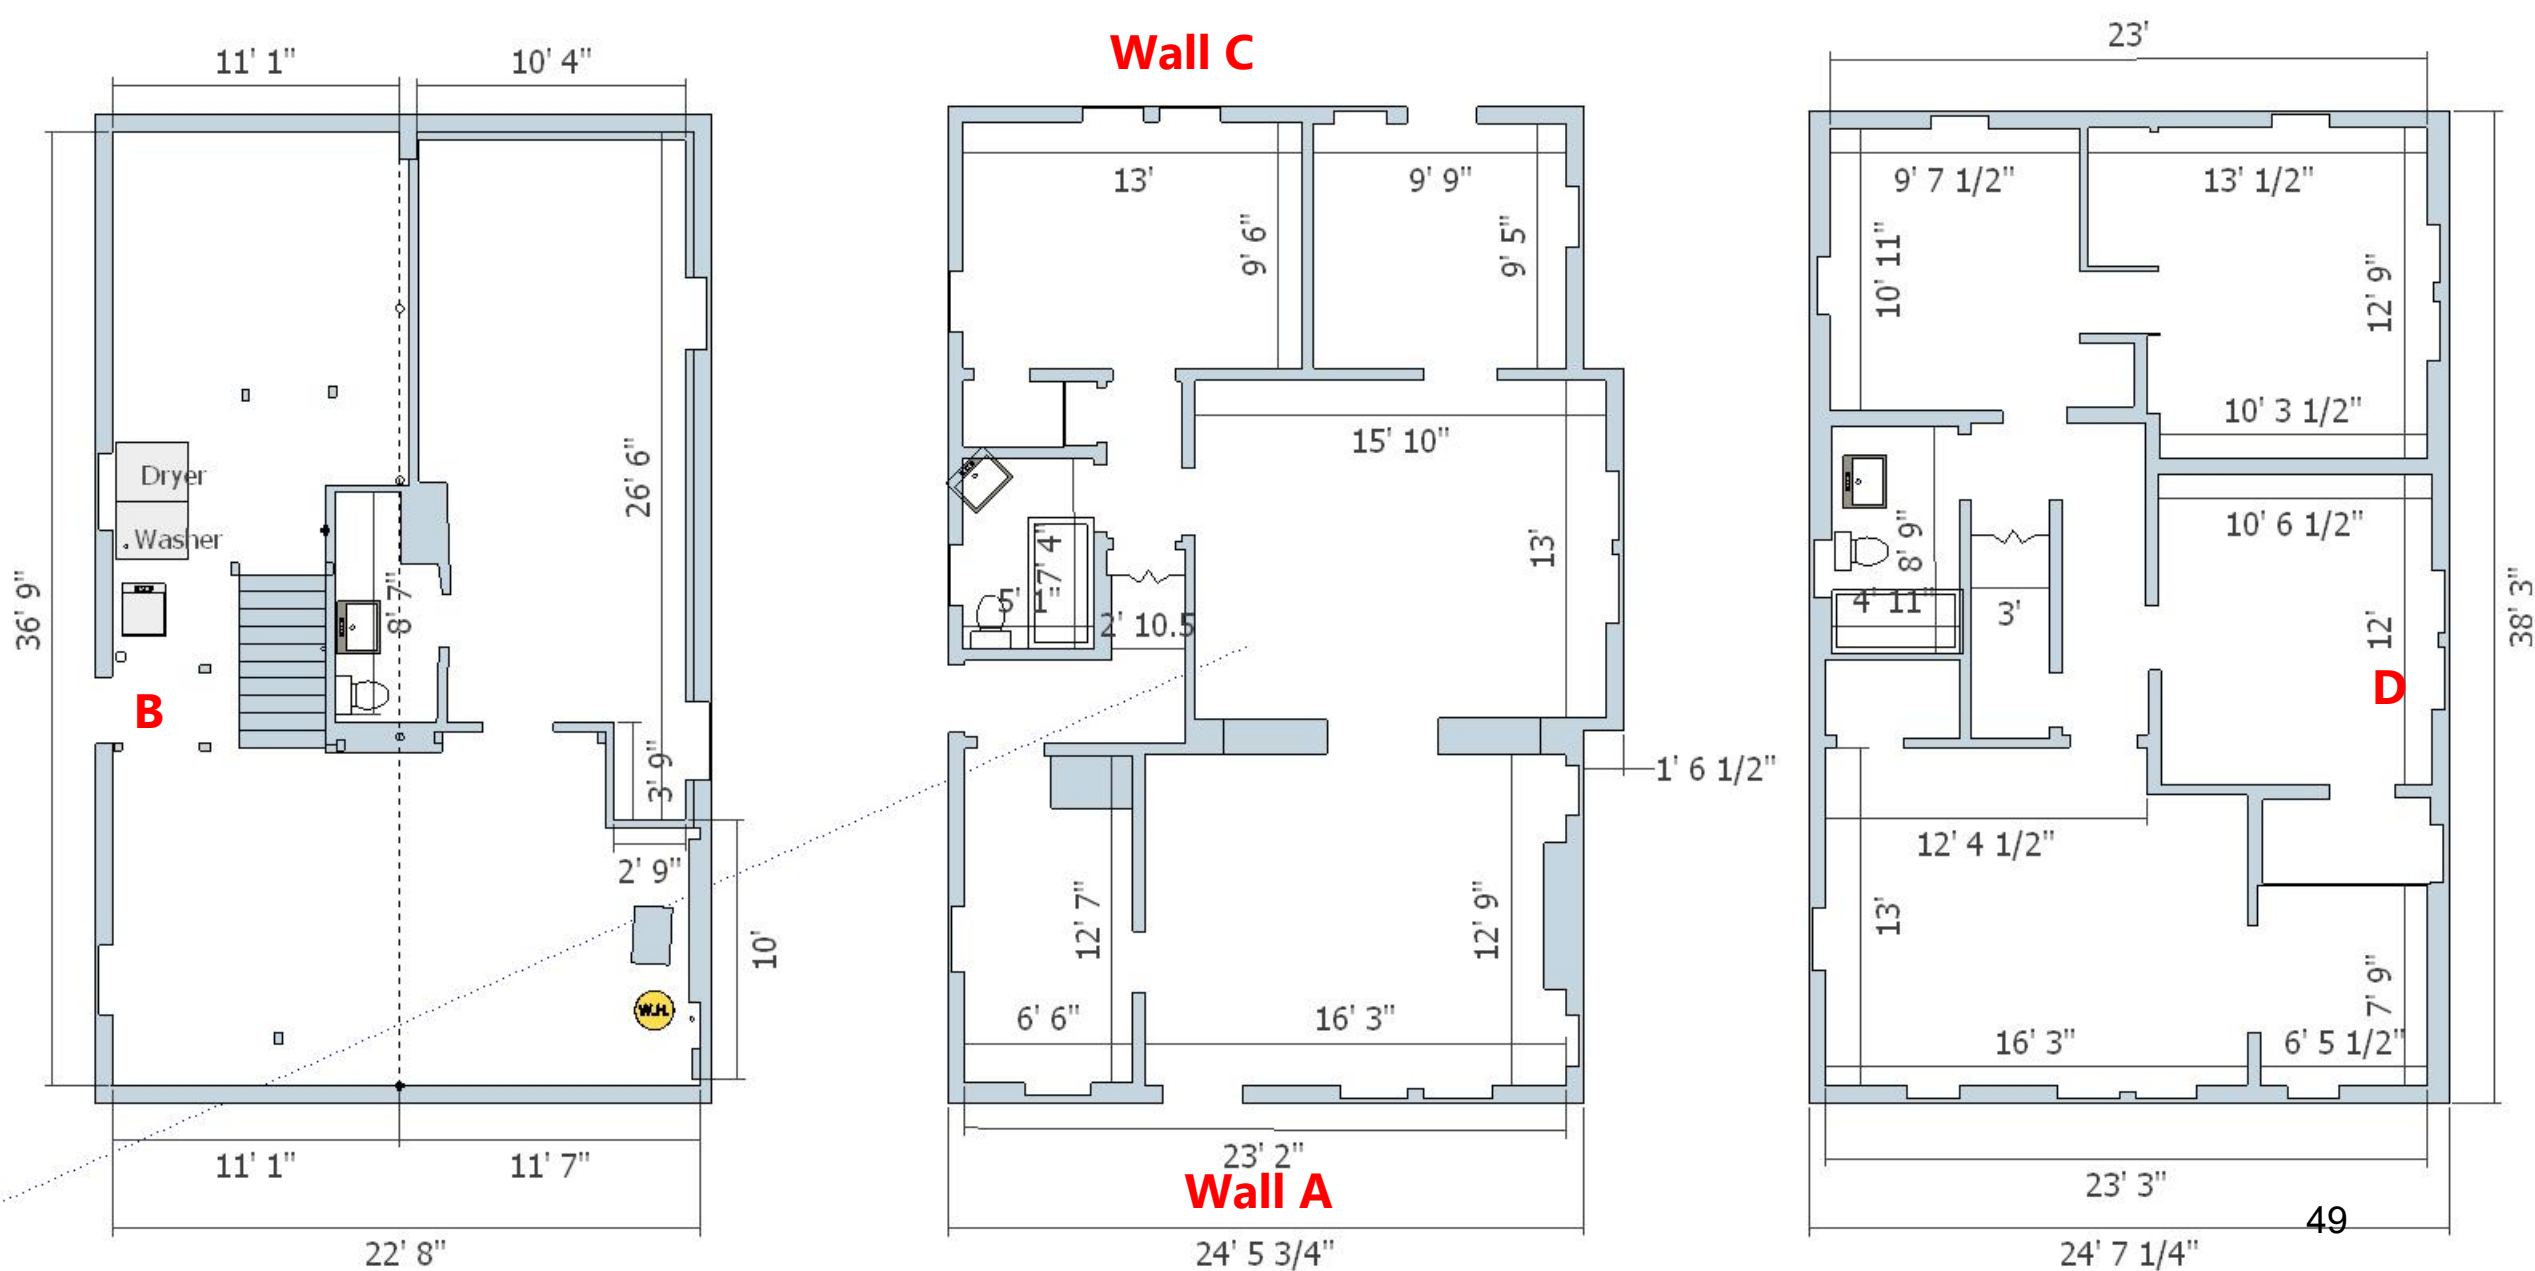 11' 1"
10' 4"
36' 9"
Dryer
Washer
B
8' 7"
26' 6"
3' 9"
2' 9"
10'
W.H.
11' 1"
11' 7"
22' 8"
Wall C
13'
9' 9"
9' 6"
9' 5"
15' 10"
13'
7' 4"
5' 1"
2' 10.5
1' 6 1/2"
12' 7"
12' 9"
6' 6"
16' 3"
23' 2"
Wall A
24' 5 3/4"
23'
9' 7 1/2"
13' 1/2"
10' 11"
12' 9"
10' 3 1/2"
10' 6 1/2"
8' 9"
4' 11"
3'
12'
D
38' 3"
12' 4 1/2"
13'
7' 9"
16' 3"
6' 5 1/2"
23' 3"
49
24' 7 1/4"